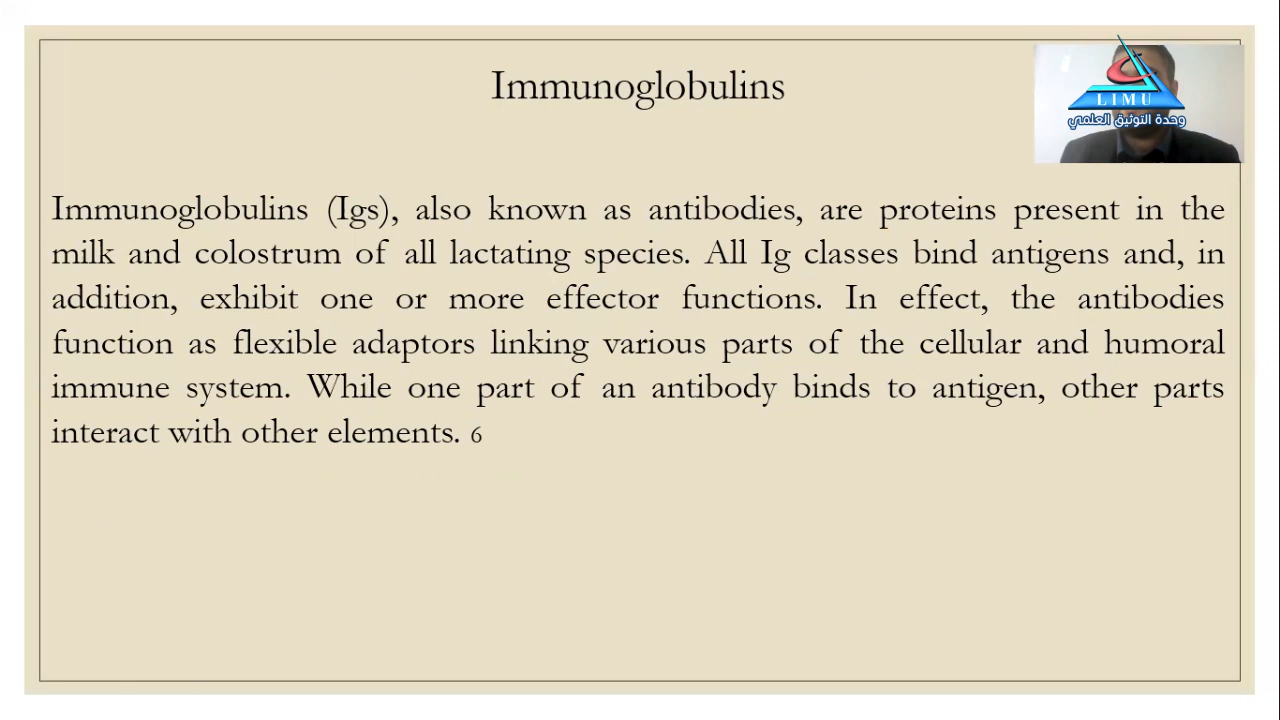 Immunoglobulins
LIMU
وحدة التوثيق العلمي
Immunoglobulins (Igs), also known as antibodies, are proteins present in the
milk and colostrum of all lactating species. All Ig classes bind antigens and, in
addition, exhibit one or more effector functions. In effect, the antibodies
function as flexible adaptors linking various parts of the cellular and humoral
immune system. While one part of an antibody binds to antigen, other parts
interact with other elements. 6